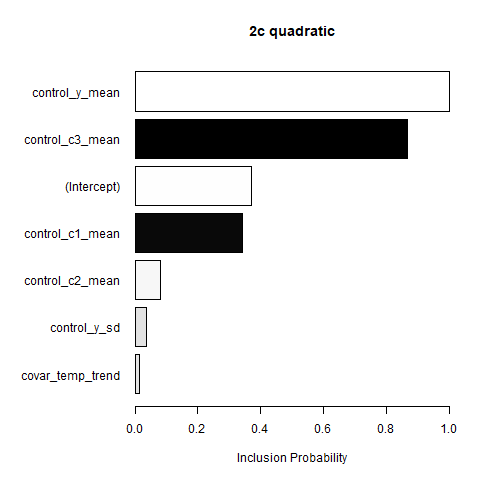 2c quadratic
control_y_mean
control_c3_mean
(Intercept)
control_c1_mean
control_c2_mean
control_y_sd
covar_temp_trend
0.0 0.2 0.4 0.6 0.8 1.0
Inclusion Probability